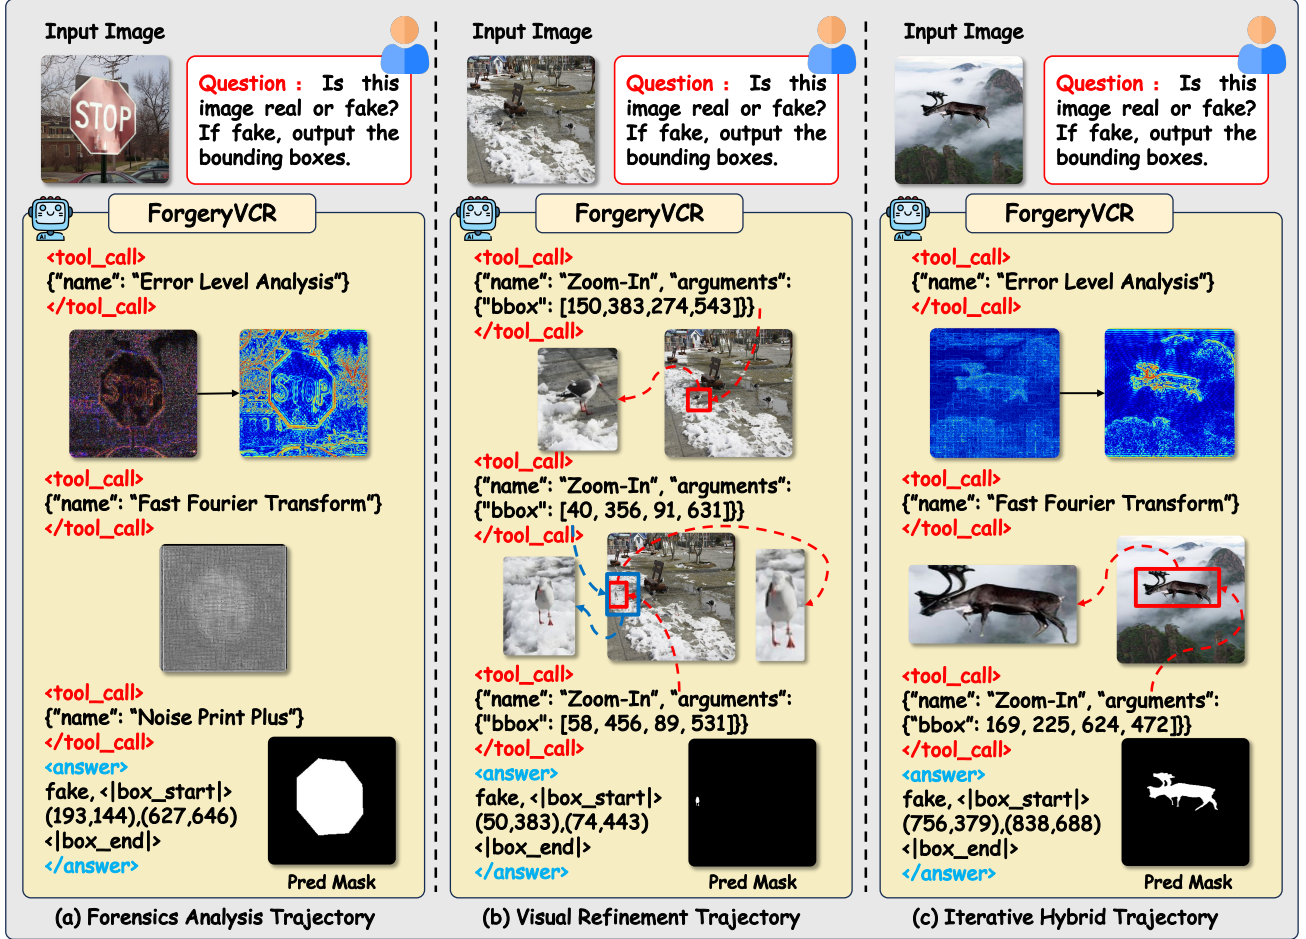 Input Image
Question : Is this
image real or fake?
If fake, output the
bounding boxes.
STOP
ForgeryVCR
AI
<tool_call>
{"name": "Error Level Analysis"}
</tool_call>
STOP
STOP
<tool_call>
{"name": "Fast Fourier Transform"}
</tool_call>
<tool_call>
{"name": "Noise Print Plus"}
</tool_call>
<answer>
fake, <|box_start|>
(193,144),(627,646)
<|box_end|>
</answer>
Pred Mask
(a) Forensics Analysis Trajectory
Input Image
Question : Is this
image real or fake?
If fake, output the
bounding boxes.
ForgeryVCR
AI
<tool_call>
{"name": "Zoom-In", "arguments":
{"bbox": [150,383,274,543]}}
</tool_call>
<tool_call>
{"name": "Zoom-In", "arguments":
{"bbox": [40, 356, 91, 631]}}
</tool_call>
<tool_call>
{"name": "Zoom-In", "arguments":
{"bbox": [58, 456, 89, 531]}}
</tool_call>
<answer>
fake, <|box_start|>
(50,383),(74,443)
<|box_end|>
</answer>
Pred Mask
(b) Visual Refinement Trajectory
Input Image
Question : Is this
image real or fake?
If fake, output the
bounding boxes.
ForgeryVCR
AI
<tool_call>
{"name": "Error Level Analysis"}
</tool_call>
<tool_call>
{"name": "Fast Fourier Transform"}
</tool_call>
<tool_call>
{"name": "Zoom-In", "arguments":
{"bbox": 169, 225, 624, 472]}}
</tool_call>
<answer>
fake, <|box_start|>
(756,379),(838,688)
<|box_end|>
</answer>
Pred Mask
(c) Iterative Hybrid Trajectory